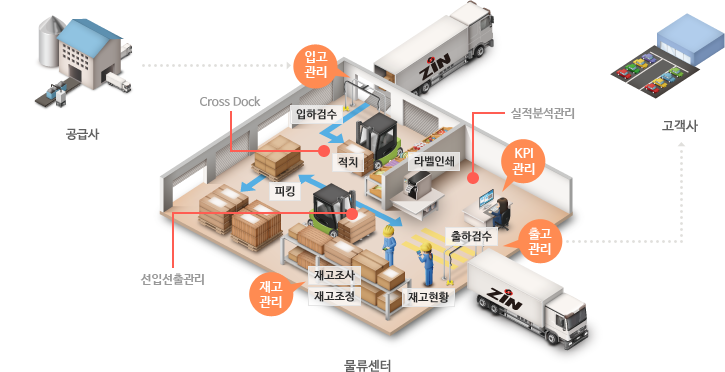 입고
관리
ZIN
Cross Dock
입하검수
실적분석관리
공급사
고객사
적치
라벨인쇄
KPI
관리
피킹
출하검수
출고
관리
선입선출관리
재고
관리
재고조사
재고조정
재고현황
ZIN
물류센터